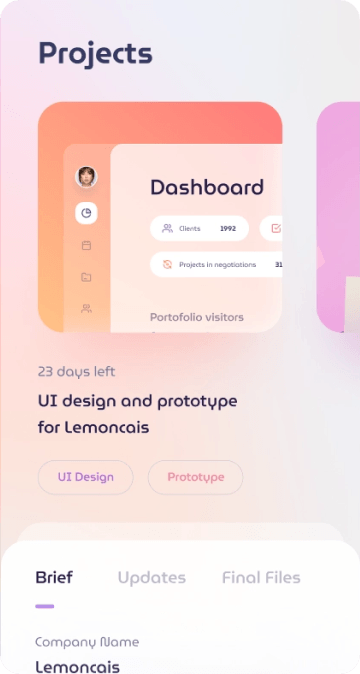 Projects
Dashboard
Clients 1992
Projects in negotiations 31
Portofolio visitors
23 days left
UI design and prototype
for Lemoncais
UI Design Prototype
Brief Updates Final Files
Company Name
Lemoncais